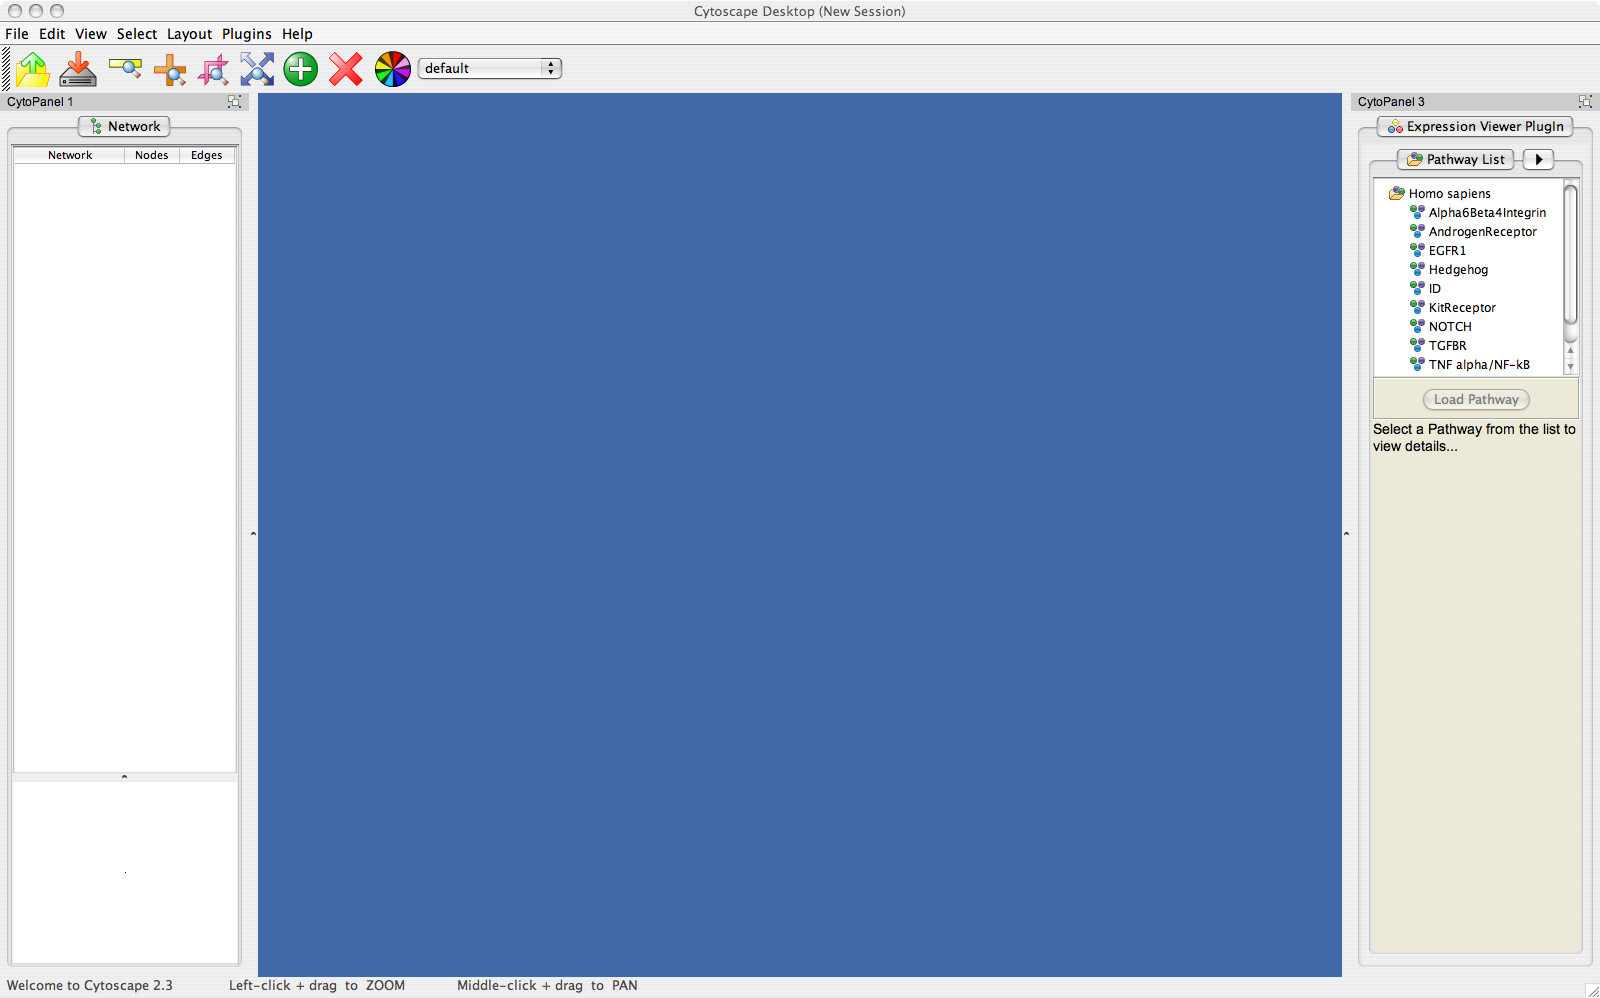 Cytoscape Desktop (New Session)
File Edit View Select Layout Plugins Help
default
CytoPanel 1
Network
Network Nodes Edges
CytoPanel 3
Expression Viewer PlugIn
Pathway List
Homo sapiens
Alpha6Beta4Integrin
AndrogenReceptor
EGFR1
Hedgehog
ID
KitReceptor
NOTCH
TGFBR
TNF alpha/NF-kB
Load Pathway
Select a Pathway from the list to
view details...
Welcome to Cytoscape 2.3 Left-click + drag to ZOOM Middle-click + drag to PAN